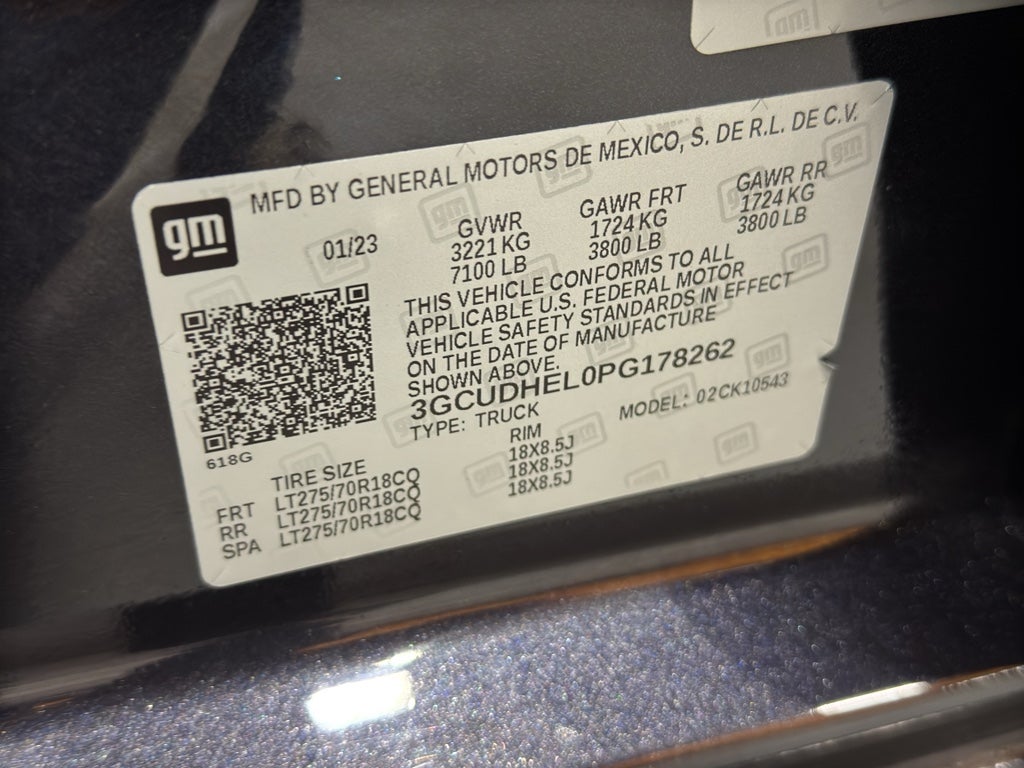 gm
MFD BY GENERAL MOTORS DE MEXICO, S. DE R.L. DE C.V.
gm
01/23
GVWR
3221 KG
7100 LB
GAWR FRT
1724 KG
3800 LB
GAWR RR
1724 KG
3800 LB
THIS VEHICLE CONFORMS TO ALL
APPLICABLE U.S. FEDERAL MOTOR
VEHICLE SAFETY STANDARDS IN EFFECT
ON THE DATE OF MANUFACTURE
SHOWN ABOVE.
3GCUDHEL0PG178262
TYPE: TRUCK
MODEL: 02CK10543
618G
TIRE SIZE
RIM
FRT LT275/70R18CQ 18X8.5J
RR LT275/70R18CQ 18X8.5J
SPA LT275/70R18CQ 18X8.5J